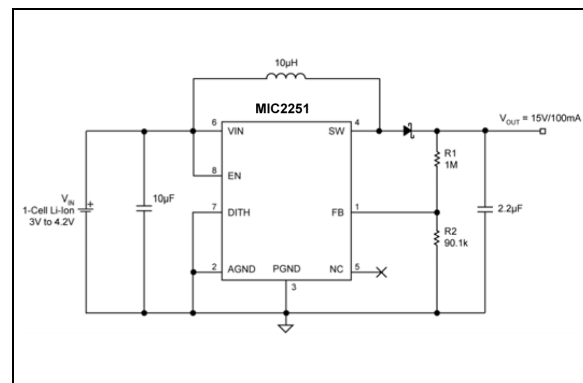 10µH
MIC2251
6
VIN
SW
4
V_OUT = 15V/100mA
R1
1M
8
EN
V_IN
1-Cell Li-Ion
3V to 4.2V
+
10µF
7
DITH
FB
1
2.2µF
R2
90.1k
2
AGND
PGND
NC
5
3